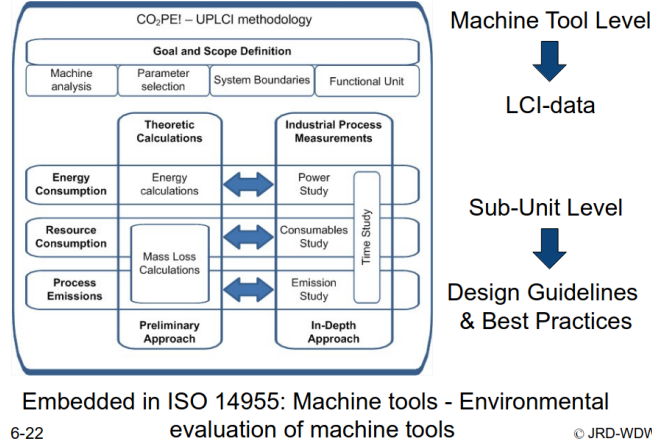 CO₂PE! – UPLCI methodology
Goal and Scope Definition
Machine
analysis
Parameter
selection
System Boundaries
Functional Unit
Theoretic
Calculations
Industrial Process
Measurements
Energy
Consumption
Energy
calculations
Power
Study
Resource
Consumption
Mass Loss
Calculations
Consumables
Study
Time Study
Process
Emissions
Emission
Study
Preliminary
Approach
In-Depth
Approach
Machine Tool Level
LCI-data
Sub-Unit Level
Design Guidelines
& Best Practices
Embedded in ISO 14955: Machine tools - Environmental
evaluation of machine tools
6-22
© JRD-WDW